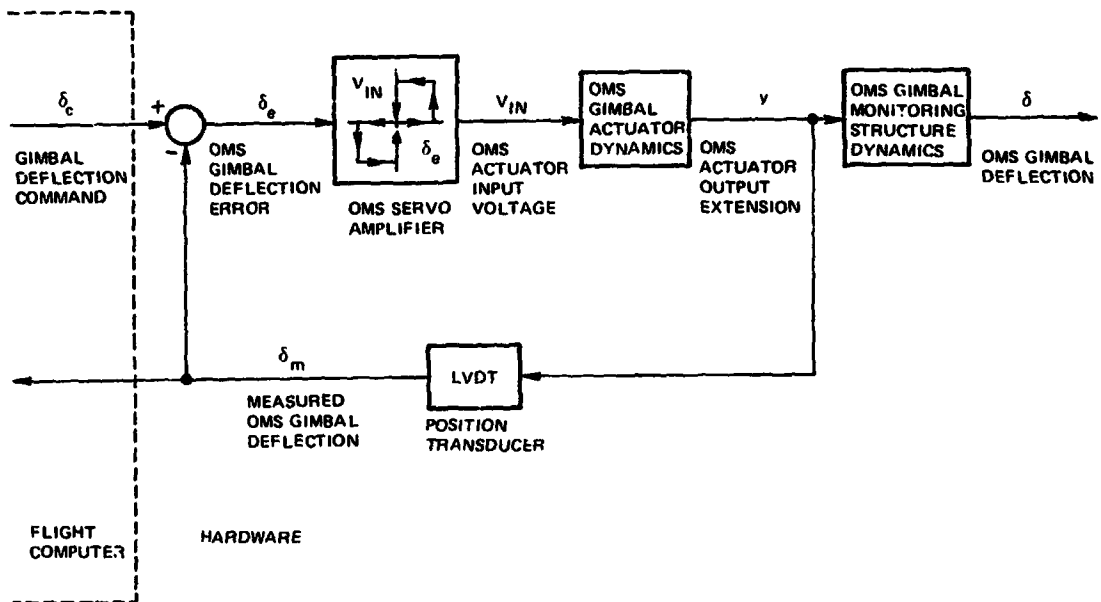 δc
GIMBAL
DEFLECTION
COMMAND
+
-
δe
OMS
GIMBAL
DEFLECTION
ERROR
VIN
δe
OMS SERVO
AMPLIFIER
VIN
OMS
ACTUATOR
INPUT
VOLTAGE
OMS
GIMBAL
ACTUATOR
DYNAMICS
y
OMS
ACTUATOR
OUTPUT
EXTENSION
OMS GIMBAL
MONITORING
STRUCTURE
DYNAMICS
δ
OMS GIMBAL
DEFLECTION
δm
MEASURED
OMS GIMBAL
DEFLECTION
LVDT
POSITION
TRANSDUCER
FLIGHT
COMPUTER
HARDWARE